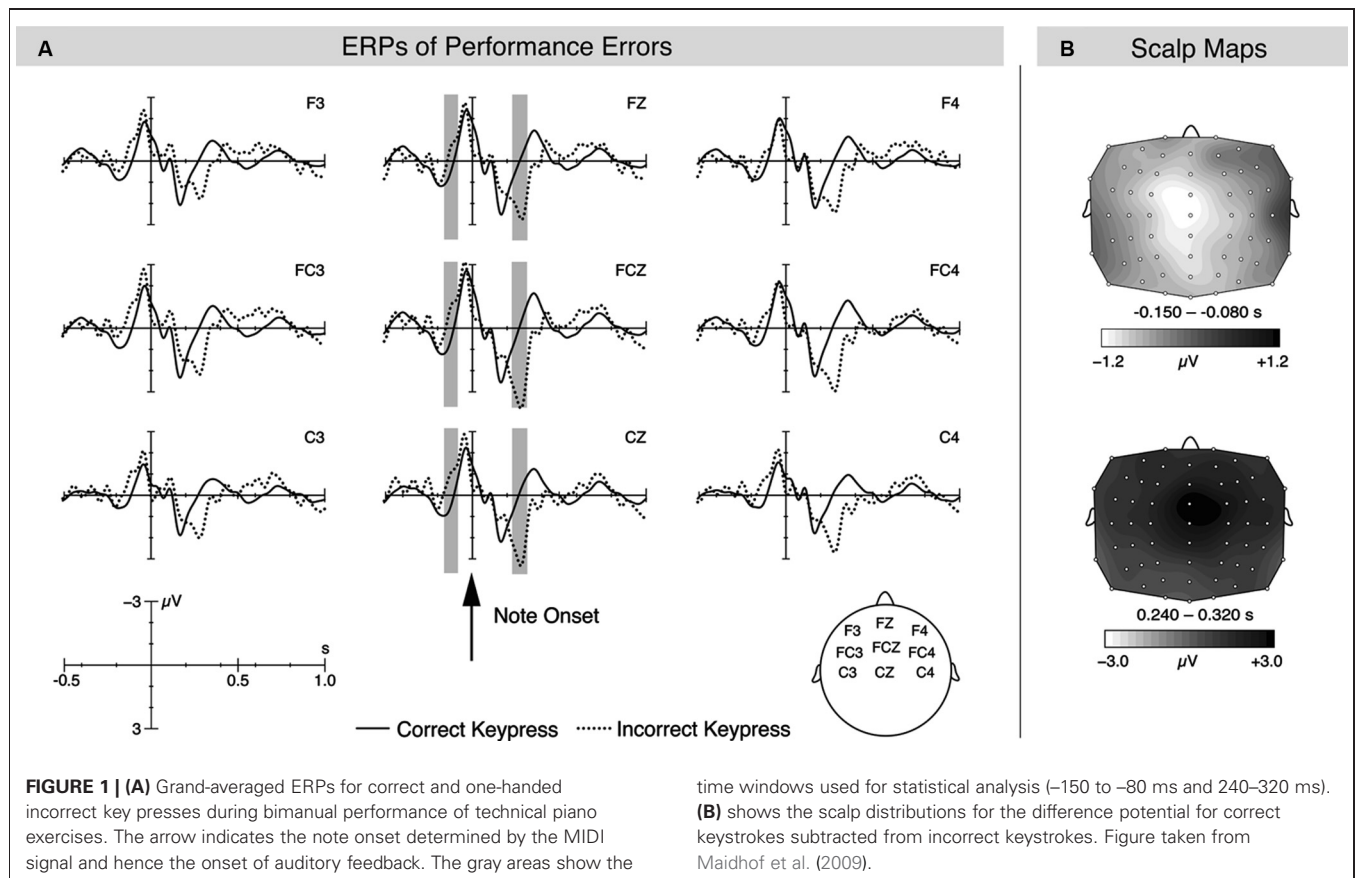 A
ERPs of Performance Errors
B
Scalp Maps
F3
FZ
F4
FC3
FCZ
FC4
C3
CZ
C4
-0.150 – -0.080 s
−1.2
µV
+1.2
0.240 – 0.320 s
−3.0
µV
+3.0
Note Onset
−3
µV
s
-0.5
0.5
1.0
3
FZ
F3
F4
FC3
FCZ
FC4
C3
CZ
C4
Correct Keypress
Incorrect Keypress
FIGURE 1 | (A) Grand-averaged ERPs for correct and one-handed
incorrect key presses during bimanual performance of technical piano
exercises. The arrow indicates the note onset determined by the MIDI
signal and hence the onset of auditory feedback. The gray areas show the
time windows used for statistical analysis (–150 to –80 ms and 240–320 ms).
(B) shows the scalp distributions for the difference potential for correct
keystrokes subtracted from incorrect keystrokes. Figure taken from
Maidhof et al. (2009).